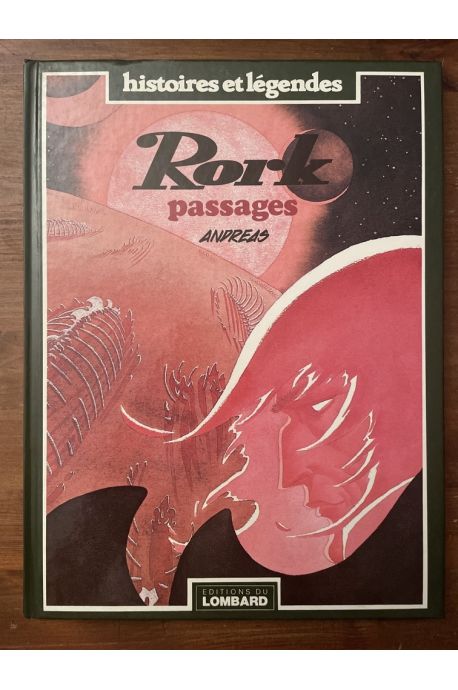 histoires et légendes
Rork
passages
ANDREAS
EDITIONS DU
LOMBARD